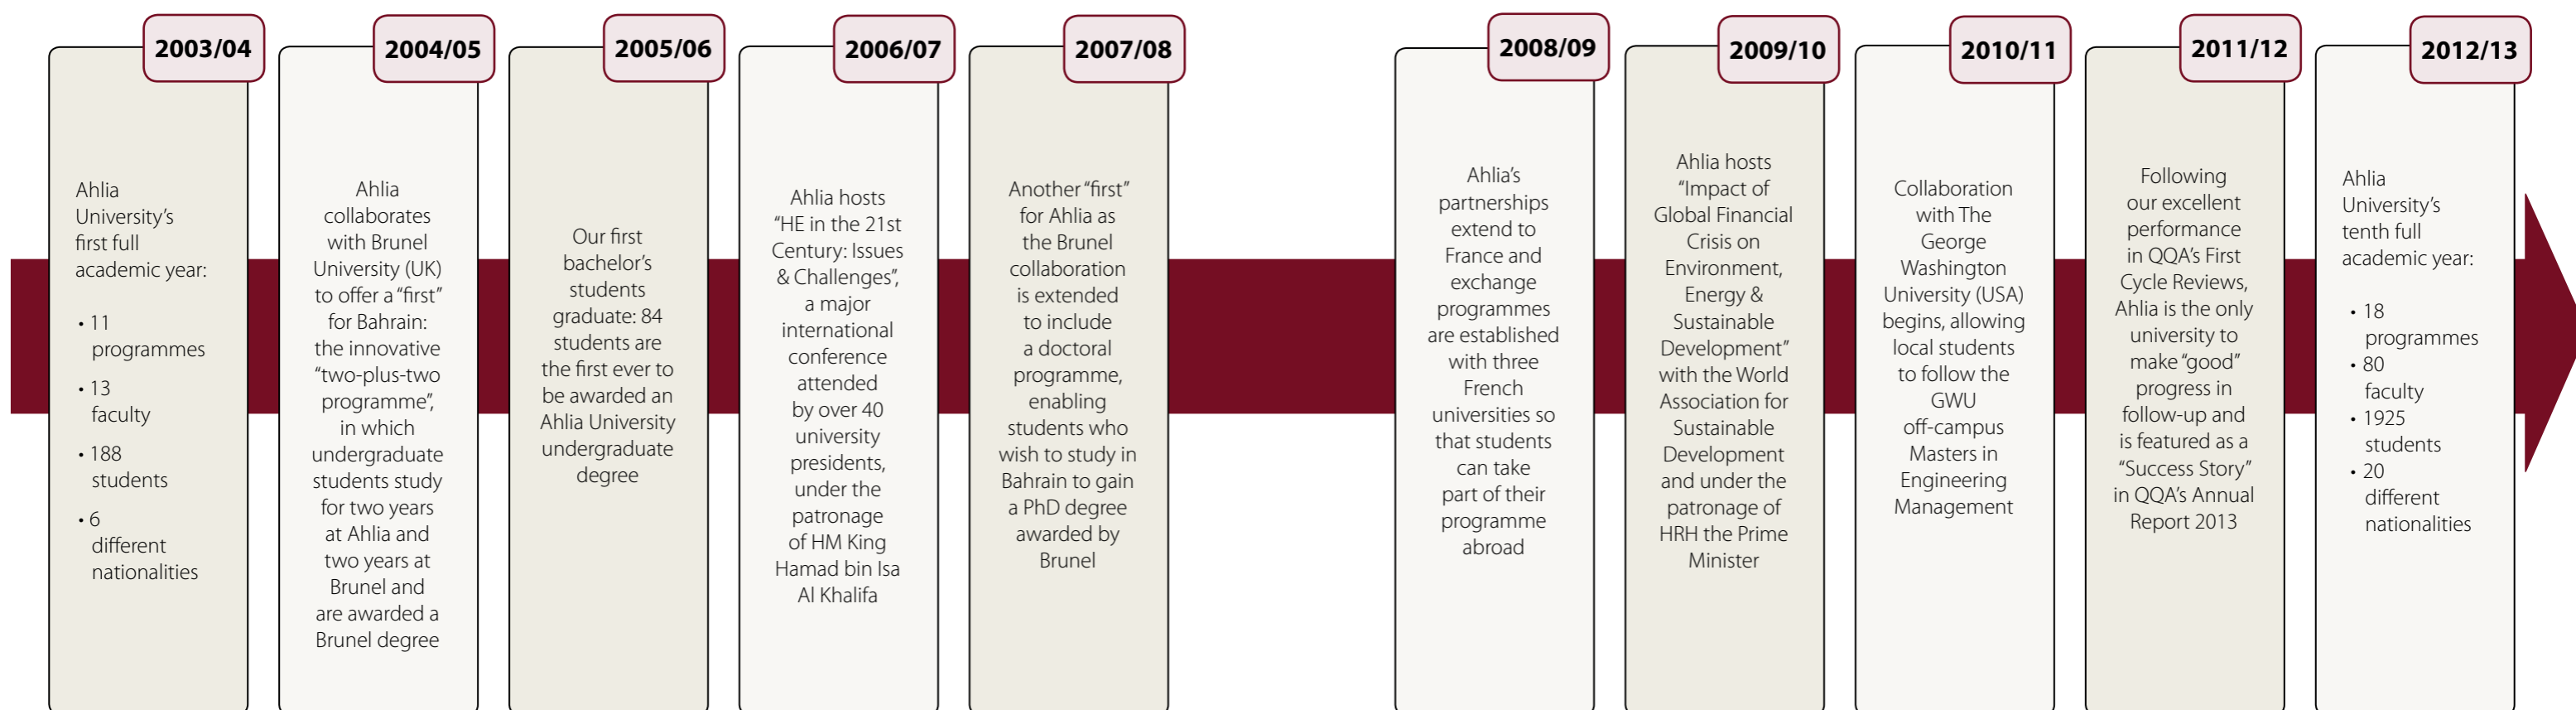 2003/04
Ahlia
University’s
first full
academic year:
• 11
programmes
• 13
faculty
• 188
students
• 6
different
nationalities
2004/05
Ahlia
collaborates
with Brunel
University (UK)
to offer a “first”
for Bahrain:
the innovative
“two-plus-two
programme”,
in which
undergraduate
students study
for two years
at Ahlia and
two years at
Brunel and
are awarded a
Brunel degree
2005/06
Our first
bachelor’s
students
graduate: 84
students are
the first ever to
be awarded an
Ahlia University
undergraduate
degree
2006/07
Ahlia hosts
“HE in the 21st
Century: Issues
& Challenges”,
a major
international
conference
attended
by over 40
university
presidents,
under the
patronage
of HM King
Hamad bin Isa
Al Khalifa
2007/08
Another “first”
for Ahlia as
the Brunel
collaboration
is extended
to include
a doctoral
programme,
enabling
students who
wish to study in
Bahrain to gain
a PhD degree
awarded by
Brunel
2008/09
Ahlia’s
partnerships
extend to
France and
exchange
programmes
are established
with three
French
universities so
that students
can take
part of their
programme
abroad
2009/10
Ahlia hosts
“Impact of
Global Financial
Crisis on
Environment,
Energy &
Sustainable
Development”
with the World
Association for
Sustainable
Development
and under the
patronage of
HRH the Prime
Minister
2010/11
Collaboration
with The
George
Washington
University (USA)
begins, allowing
local students
to follow the
GWU
off-campus
Masters in
Engineering
Management
2011/12
Following
our excellent
performance
in QQA’s First
Cycle Reviews,
Ahlia is the only
university to
make “good”
progress in
follow-up and
is featured as a
“Success Story”
in QQA’s Annual
Report 2013
2012/13
Ahlia
University’s
tenth full
academic year:
• 18
programmes
• 80
faculty
• 1925
students
• 20
different
nationalities